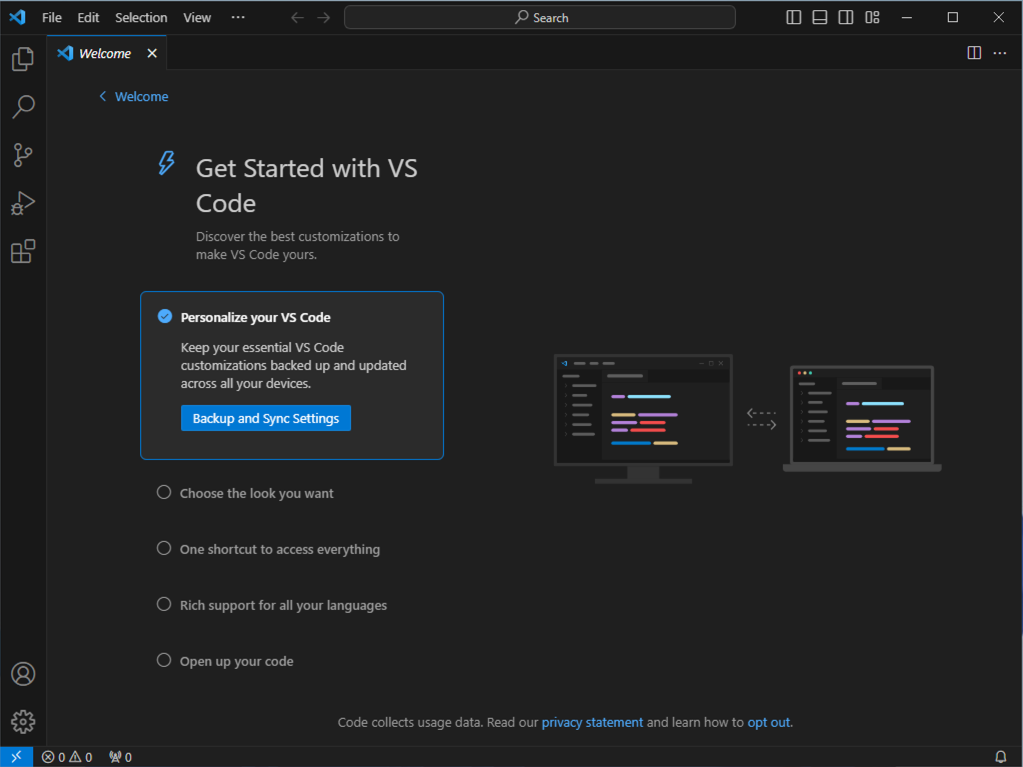 File Edit Selection View ··· Search
Welcome
Welcome
Get Started with VS
Code
Discover the best customizations to
make VS Code yours.
Personalize your VS Code
Keep your essential VS Code
customizations backed up and updated
across all your devices.
Backup and Sync Settings
Choose the look you want
One shortcut to access everything
Rich support for all your languages
Open up your code
Code collects usage data. Read our privacy statement and learn how to opt out.
0 0 0